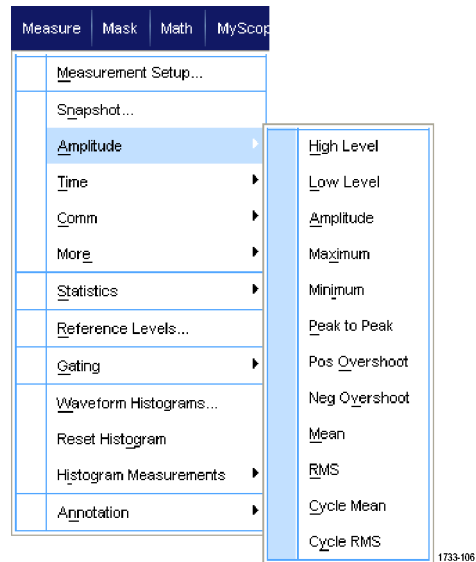 Measure Mask Math MyScop
Measurement Setup...
Snapshot...
Amplitude
Time
Comm
More
Statistics
Reference Levels...
Gating
Waveform Histograms...
Reset Histogram
Histogram Measurements
Annotation
High Level
Low Level
Amplitude
Maximum
Minimum
Peak to Peak
Pos Overshoot
Neg Overshoot
Mean
RMS
Cycle Mean
Cycle RMS
1733-106